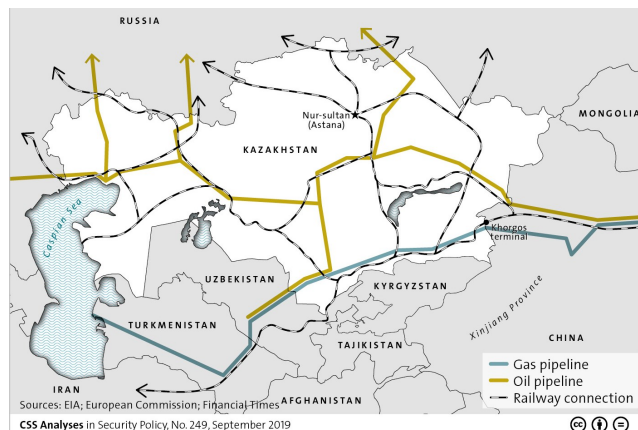 RUSSIA
MONGOLIA
Nur-sultan
(Astana)
KAZAKHSTAN
Caspian Sea
Khorgos
terminal
UZBEKISTAN
KYRGYZSTAN
Xinjiang Province
TURKMENISTAN
TAJIKISTAN
CHINA
IRAN
AFGHANISTAN
Gas pipeline
Oil pipeline
Railway connection
Sources: EIA; European Commission; Financial Times
CSS Analyses in Security Policy, No. 249, September 2019
cc